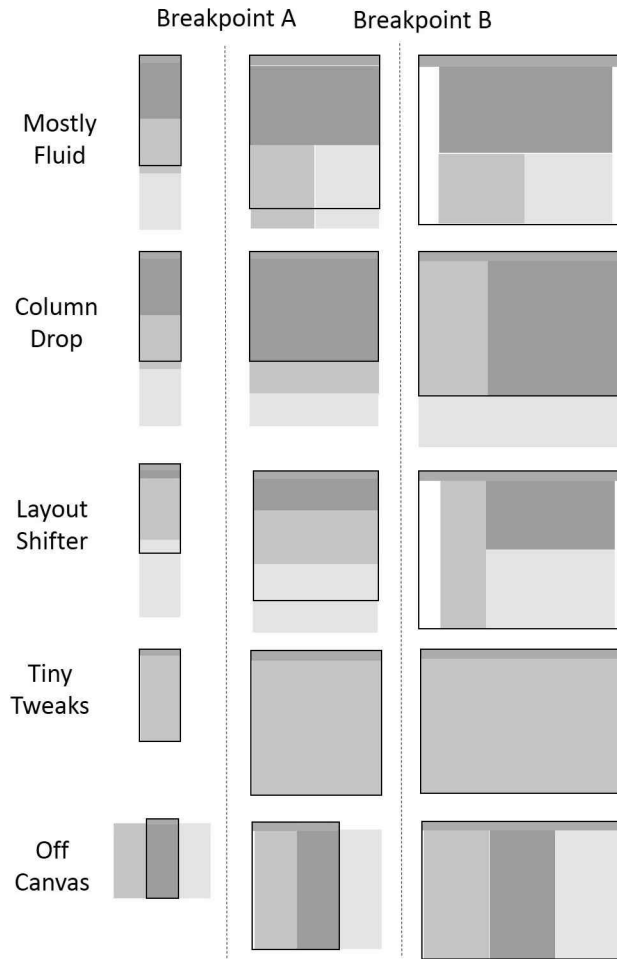 Breakpoint A
Breakpoint B
Mostly
Fluid
Column
Drop
Layout
Shifter
Tiny
Tweaks
Off
Canvas